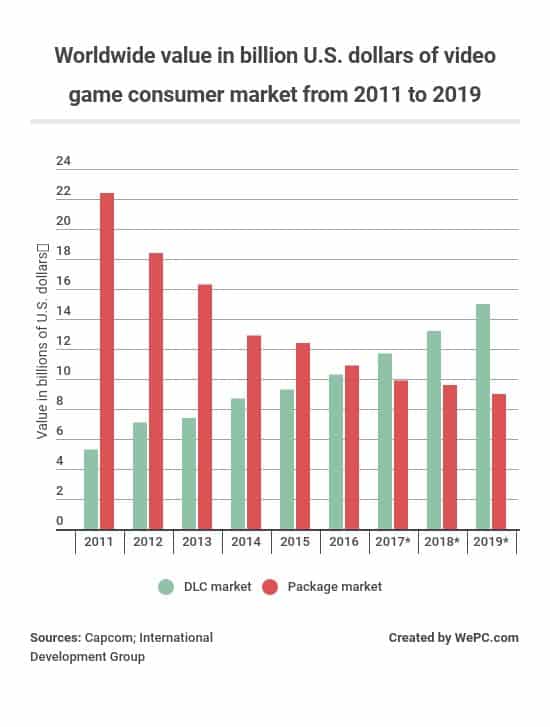 Worldwide value in billion U.S. dollars of video
game consumer market from 2011 to 2019
Value in billions of U.S. dollars
24
22
20
18
16
14
12
10
8
6
4
2
0
2011 2012 2013 2014 2015 2016 2017* 2018* 2019*
DLC market Package market
Sources: Capcom; International
Development Group
Created by WePC.com